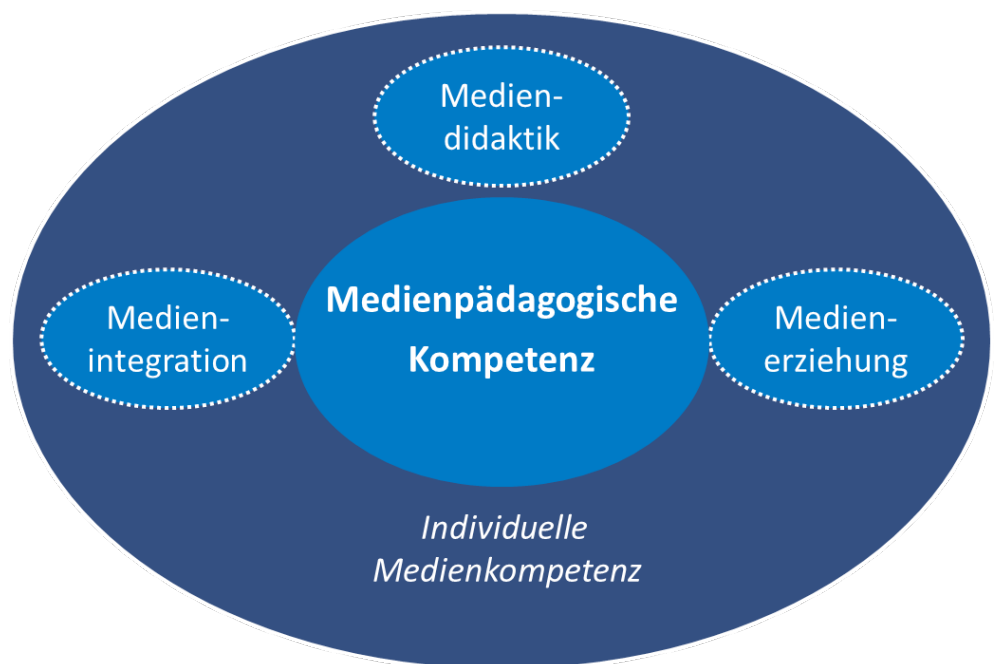 Medien-
didaktik
Medienpädagogische
Kompetenz
Medien-
integration
Medien-
erziehung
Individuelle
Medienkompetenz